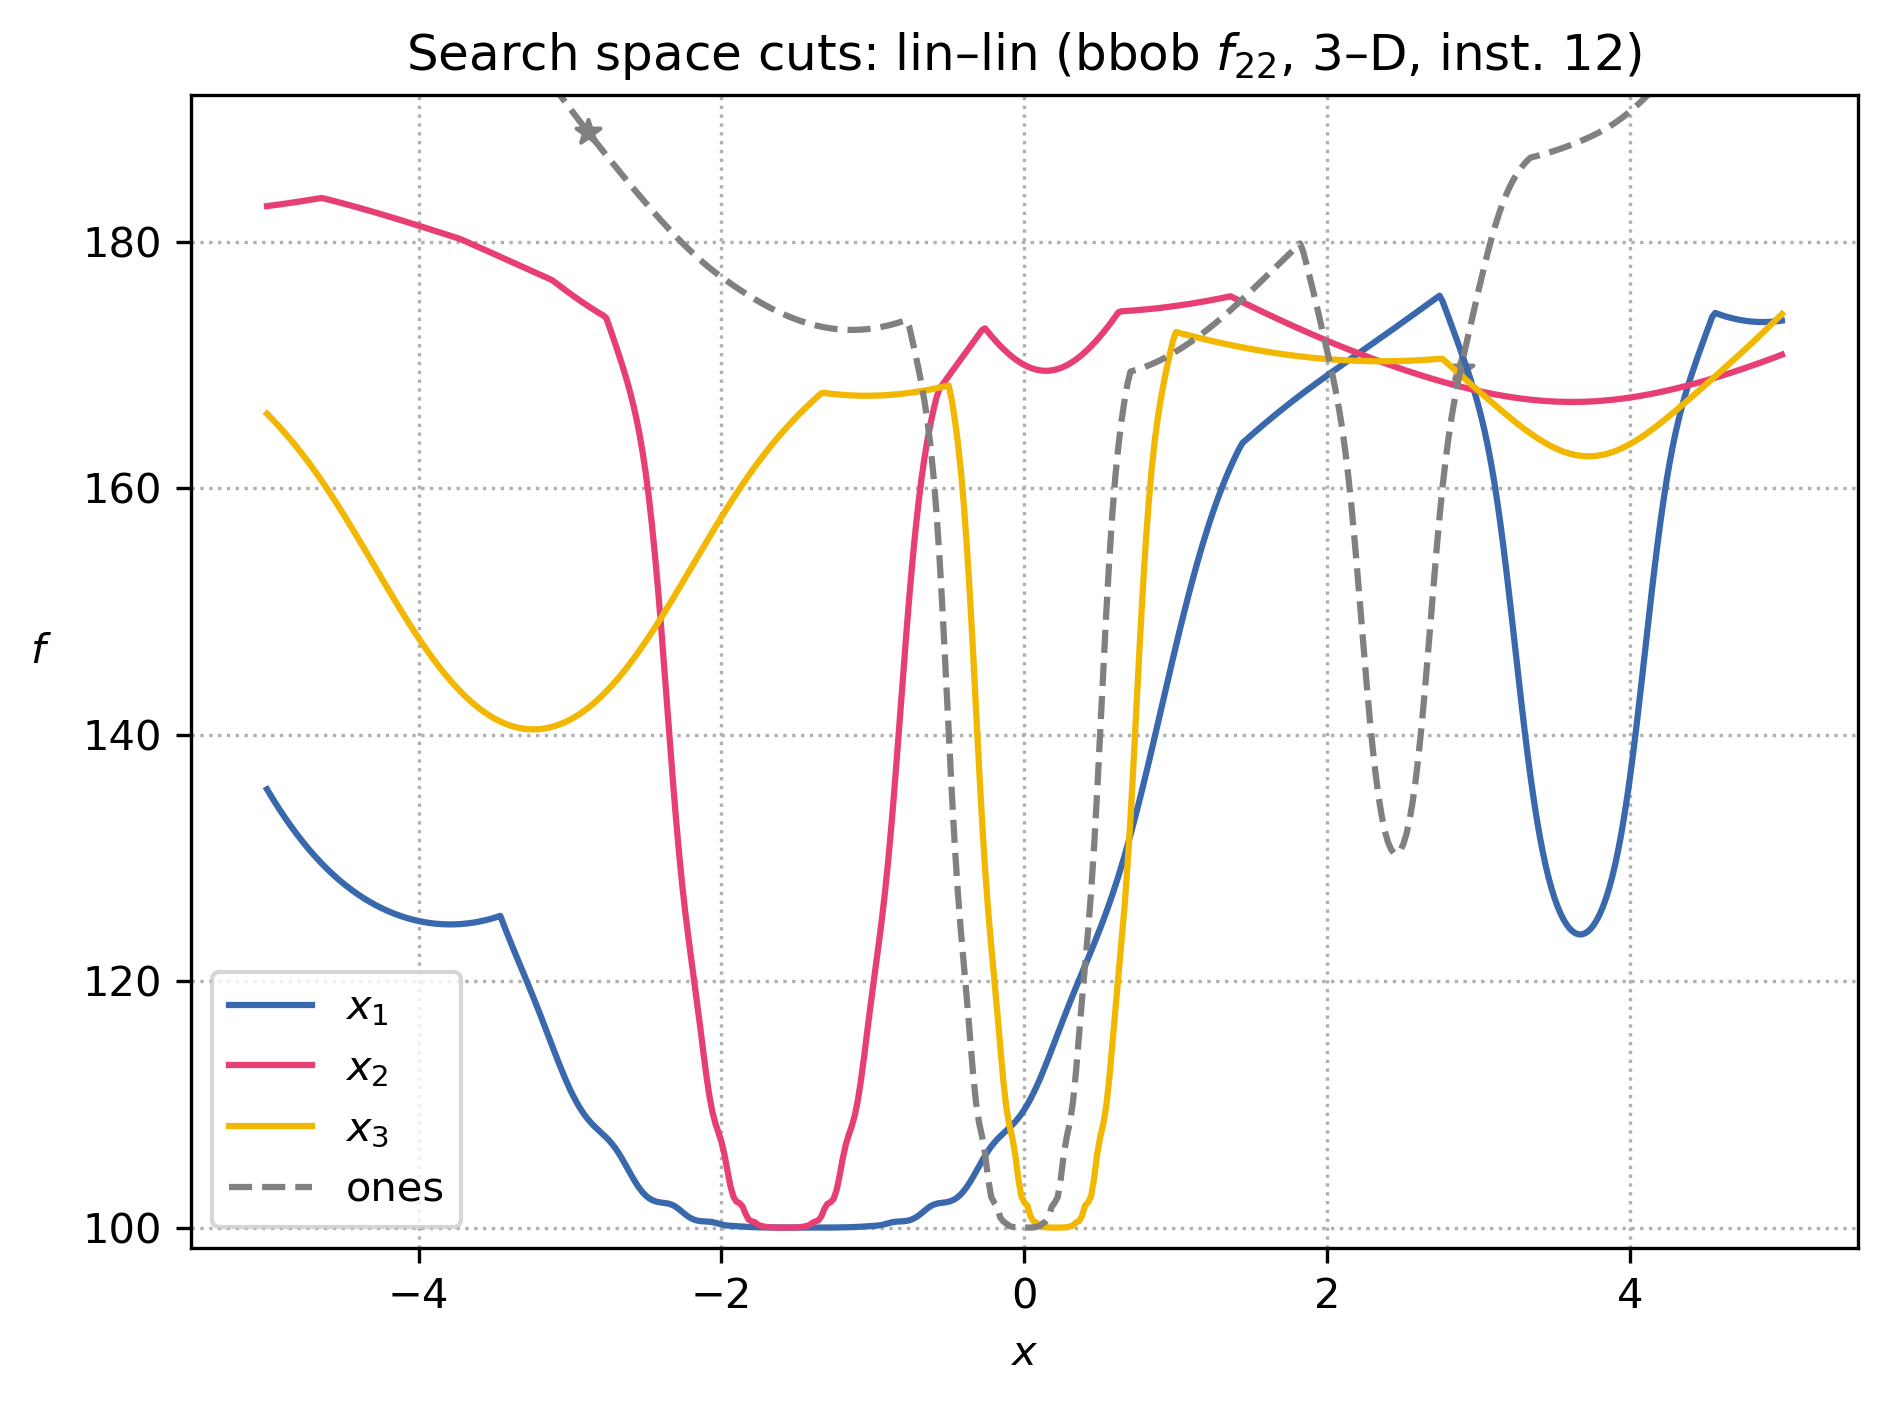 Search space cuts: lin–lin (bbob f₂₂, 3–D, inst. 12)
180
160
140
120
100
f
x₁
x₂
x₃
ones
−4 −2 0 2 4
x